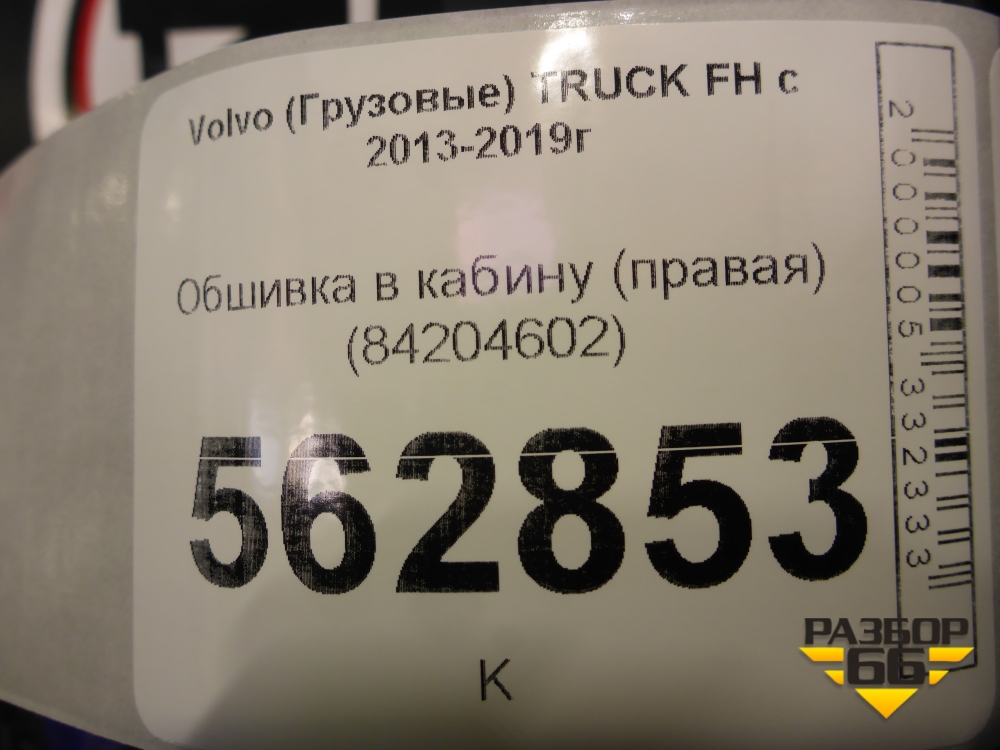 Volvo (Грузовые) TRUCK FH с
2013-2019г
Обшивка в кабину (правая)
(84204602)
562853
К
2000005332333
РАЗБОР
66